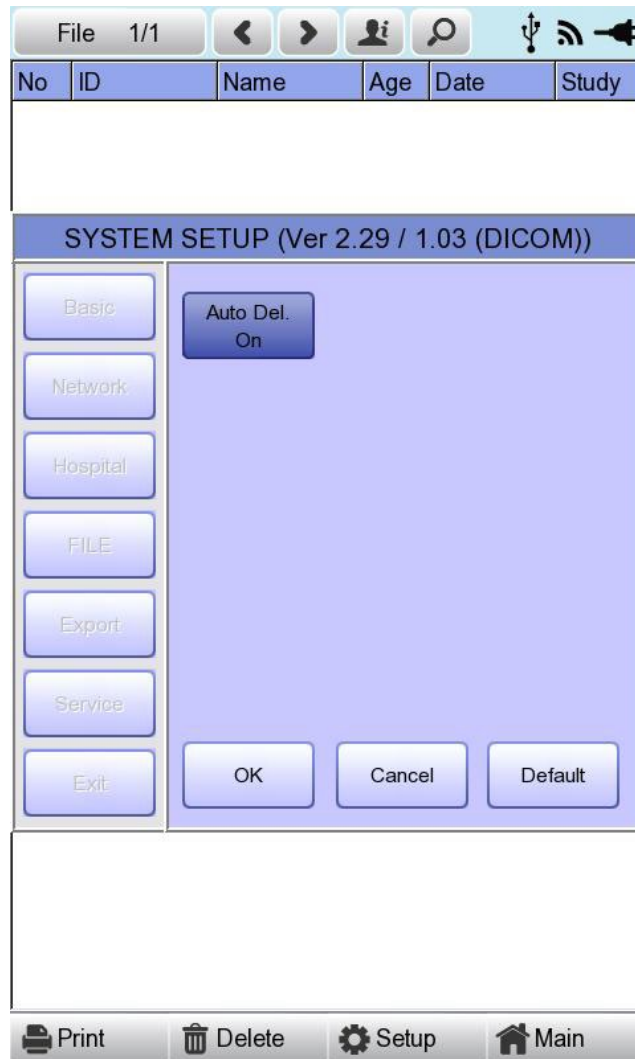 File 1/1
No ID Name Age Date Study
SYSTEM SETUP (Ver 2.29 / 1.03 (DICOM))
Basic
Auto Del.
On
Network
Hospital
FILE
Export
Service
Exit
OK Cancel Default
Print Delete Setup Main